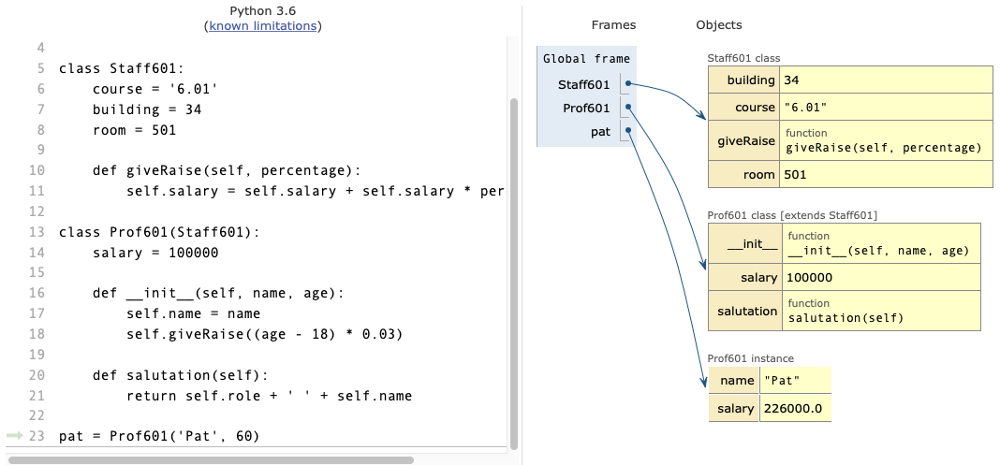 Python 3.6
(known limitations)
4
5 class Staff601:
6     course = '6.01'
7     building = 34
8     room = 501
9
10     def giveRaise(self, percentage):
11         self.salary = self.salary + self.salary * per
12
13 class Prof601(Staff601):
14     salary = 100000
15
16     def __init__(self, name, age):
17         self.name = name
18         self.giveRaise((age - 18) * 0.03)
19
20     def salutation(self):
21         return self.role + ' ' + self.name
22
23 pat = Prof601('Pat', 60)
Frames
Objects
Global frame
Staff601
Prof601
pat
Staff601 class
building 34
course "6.01"
giveRaise function
giveRaise(self, percentage)
room 501
Prof601 class [extends Staff601]
__init__ function
__init__(self, name, age)
salary 100000
salutation function
salutation(self)
Prof601 instance
name "Pat"
salary 226000.0